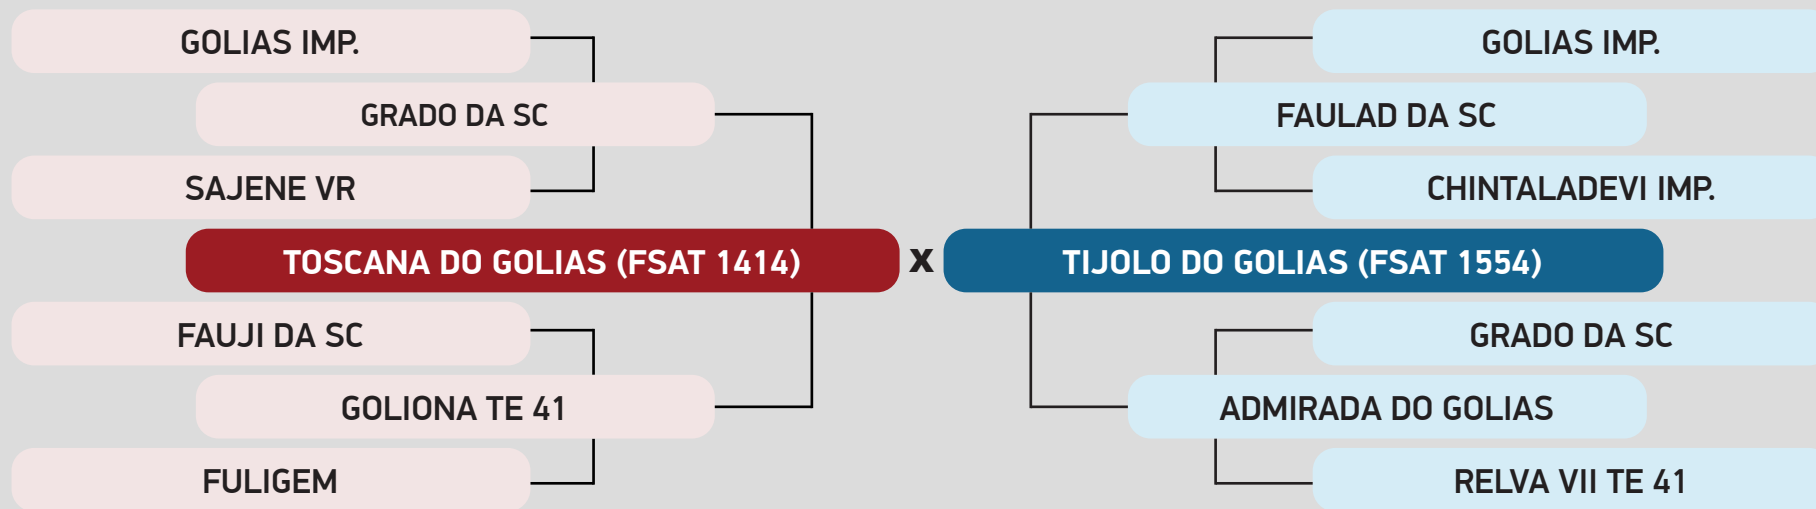 GOLIAS IMP.
GRADO DA SC
SAJENE VR
TOSCANA DO GOLIAS (FSAT 1414)
FAUJI DA SC
GOLIONA TE 41
FULIGEM
X
GOLIAS IMP.
FAULAD DA SC
CHINTALADEVI IMP.
TIJOLO DO GOLIAS (FSAT 1554)
GRADO DA SC
ADMIRADA DO GOLIAS
RELVA VII TE 41